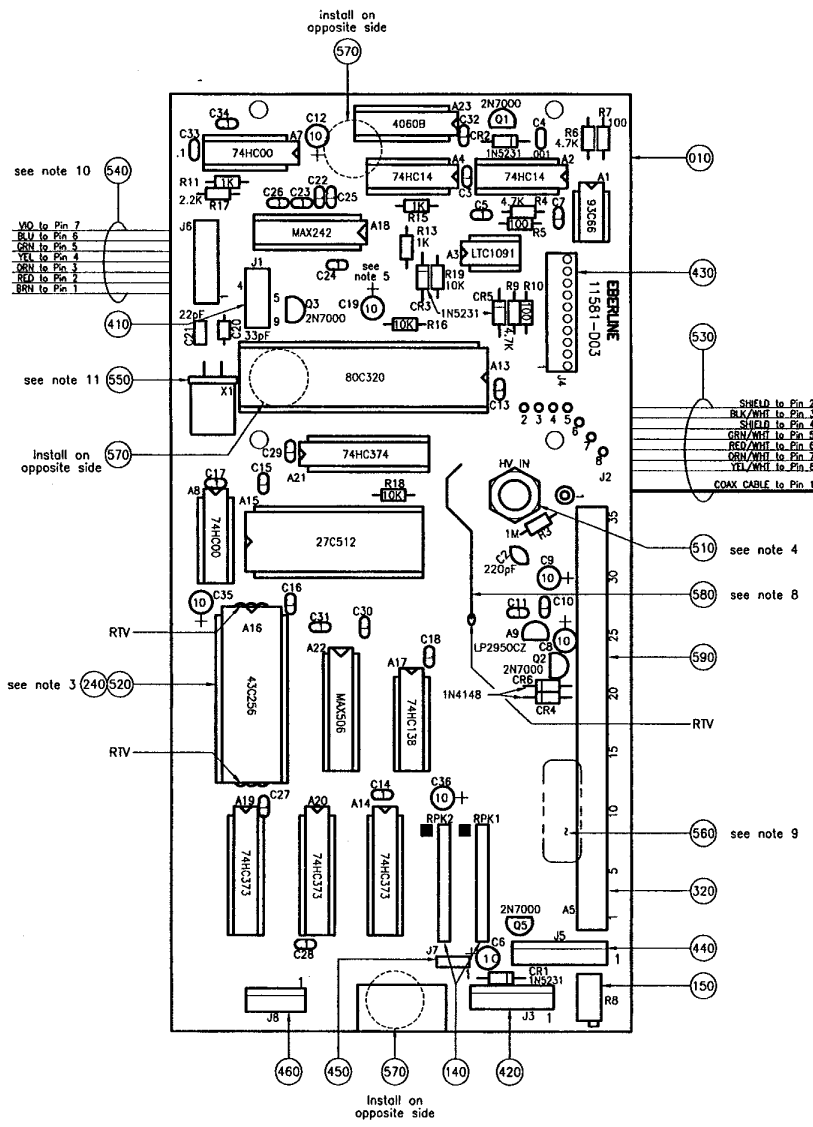 install on
opposite side
570
C34
C12
10
C33
.1
74HC00
A7
4060B
A23
C32
2N7000
Q1
CR2
1N5231
C4
.001
R7
100
R6
4.7K
010
see note 10
540
R11
1K
2.2K
R17
C26
C23
C22
C25
74HC14
A4
C3
74HC14
A2
A1
93C66
1K
R15
4.7K
R4
C5
100
R5
C7
VIO to Pin 7
BLU to Pin 6
GRN to Pin 5
YEL to Pin 4
ORN to Pin 3
RED to Pin 2
BRN to Pin 1
J6
1
MAX242
A18
R13
1K
A3
LTC1091
C24
see note 5
J1
4
5
9
Q3
2N7000
C19
10
R19
10K
CR3
1N5231
CR5
R9
R10
4.7K
100
10K
R16
430
EBERLINE
11581-D03
J4
1
410
22pF
C21
C20
33pF
530
see note 11
550
X1
80C320
A13
C13
2
3
4
5
6
7
8
SHIELD to Pin 2
BLK/WHT to Pin 3
SHIELD to Pin 4
GRN/WHT to Pin 5
RED/WHT to Pin 6
ORN/WHT to Pin 7
YEL/WHT to Pin 8
COAX CABLE to Pin 1
Install on
opposite side
570
C29
74HC374
A21
HV IN
J2
1
C17
C15
A8
74HC00
A15
R18
10K
27C512
1M
R3
35
510
see note 4
C2
220pF
C9
10
30
580
see note 8
C35
10
C16
RTV
A16
43C256
C31
C30
C11
C10
A9
LP2950CZ
C8
10
25
590
see note 3
240
520
A22
MAX506
C18
A17
74HC138
Q2
2N7000
1N4148
CR6
CR4
20
RTV
RTV
15
C27
A19
74HC373
A20
74HC373
C14
A14
74HC373
C36
10
RPK2
RPK1
10
560
see note 9
5
320
2N7000
Q5
A5
1
C28
J7
C6
10
J5
1
440
CR1
1N5231
150
R8
1
J8
J3
1
460
450
570
140
420
Install on
opposite side